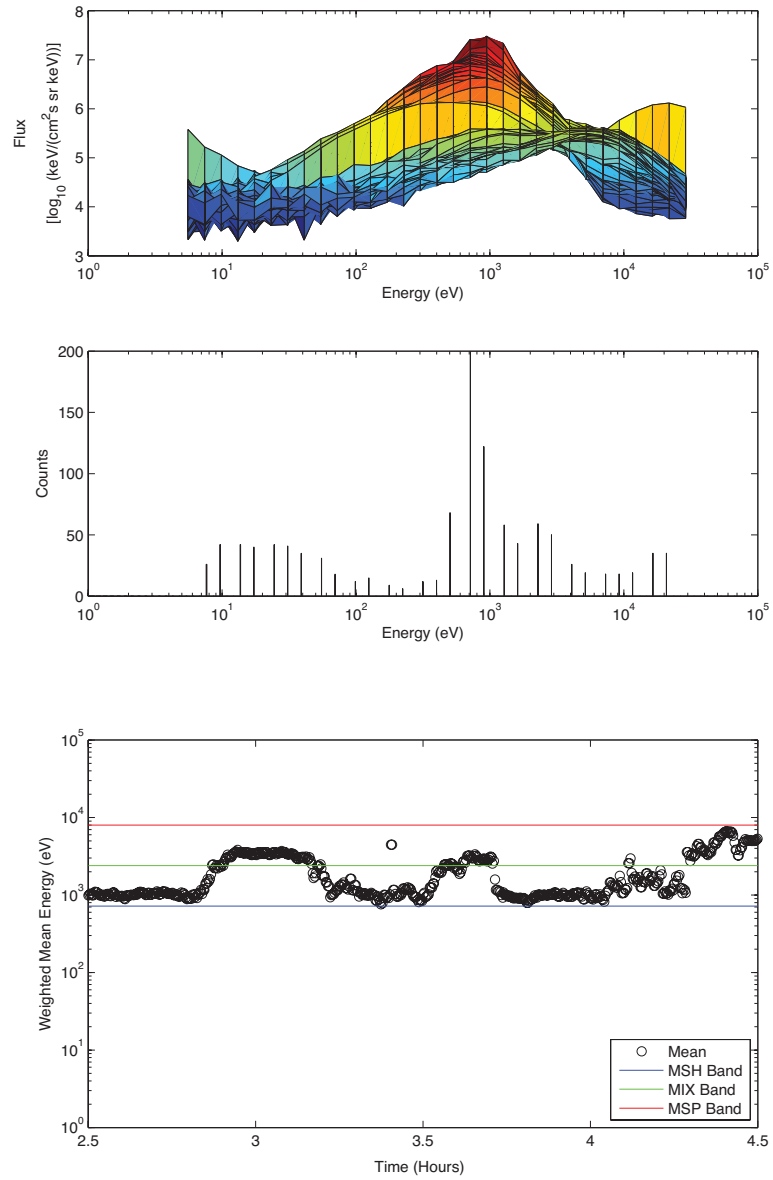 8
7
6
5
4
3
Flux
[log10 (keV/(cm2s sr keV))]
10^0 10^1 10^2 10^3 10^4 10^5
Energy (eV)
200
150
100
50
0
Counts
10^0 10^1 10^2 10^3 10^4 10^5
Energy (eV)
10^5
10^4
10^3
10^2
10^1
10^0
Weighted Mean Energy (eV)
Mean
MSH Band
MIX Band
MSP Band
2.5 3 3.5 4 4.5
Time (Hours)